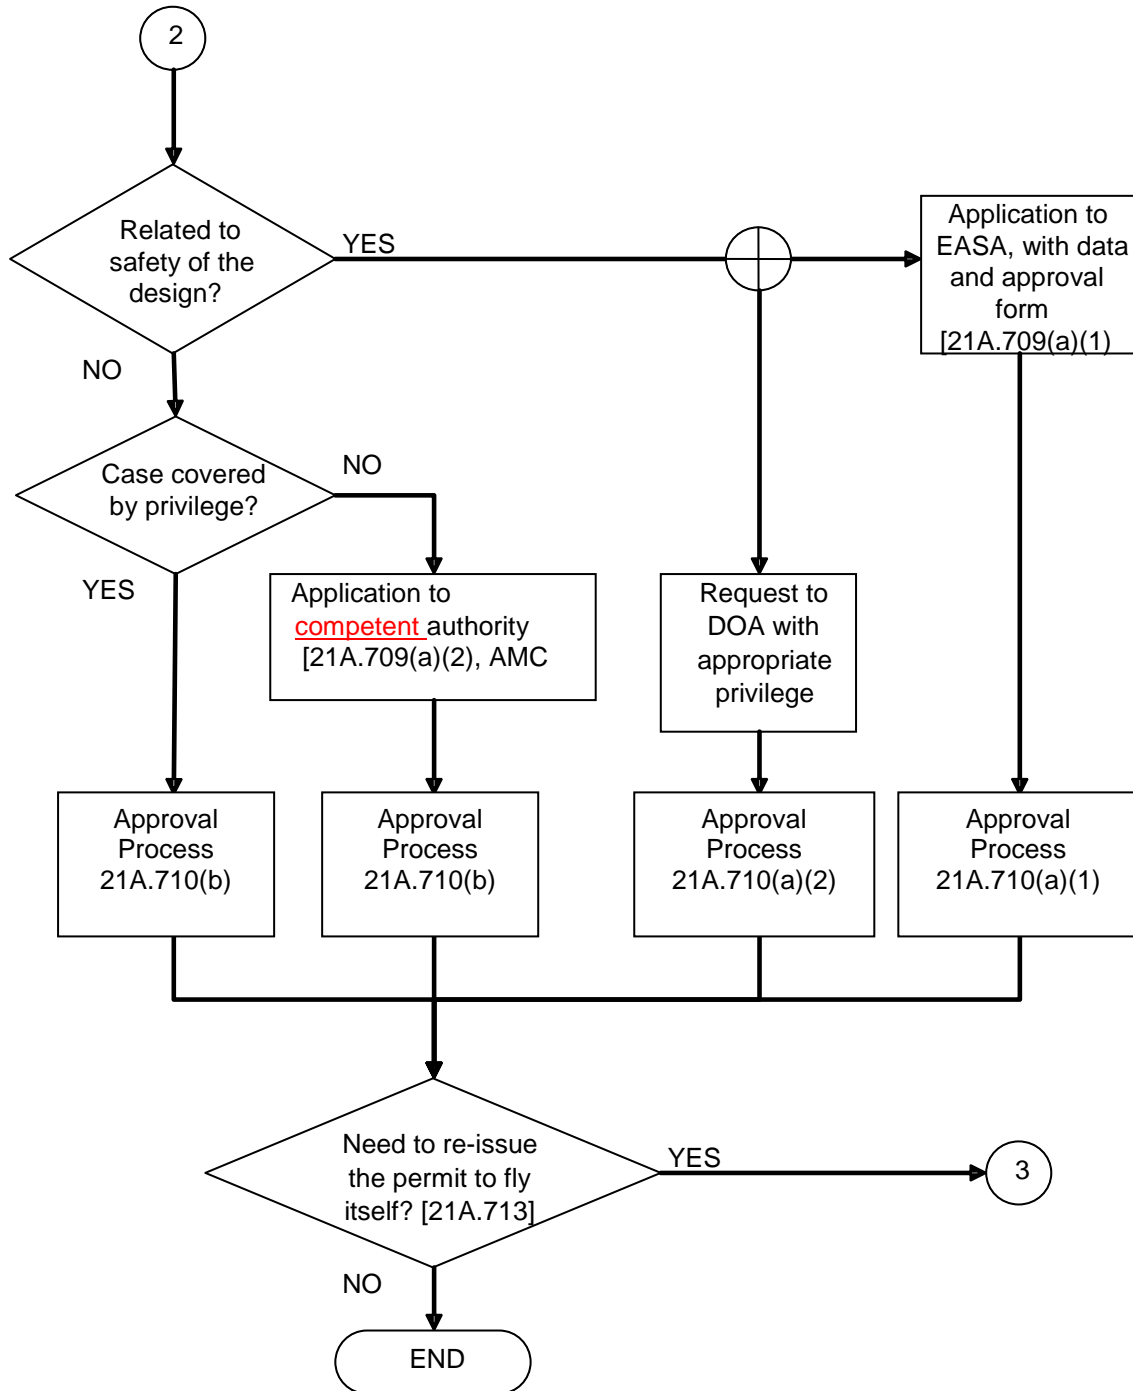 2
Related to
safety of the
design?
YES
Application to
EASA, with data
and approval
form
[21A.709(a)(1)
NO
Case covered
by privilege?
NO
YES
Application to
competent authority
[21A.709(a)(2), AMC
Request to
DOA with
appropriate
privilege
Approval
Process
21A.710(b)
Approval
Process
21A.710(b)
Approval
Process
21A.710(a)(2)
Approval
Process
21A.710(a)(1)
Need to re-issue
the permit to fly
itself? [21A.713]
YES
3
NO
END